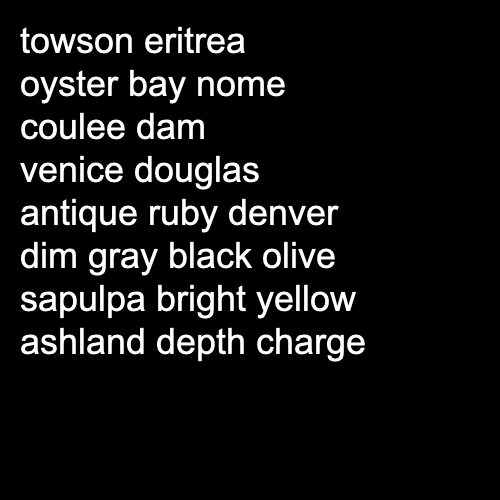 towson eritrea
oyster bay nome
coulee dam
venice douglas
antique ruby denver
dim gray black olive
sapulpa bright yellow
ashland depth charge